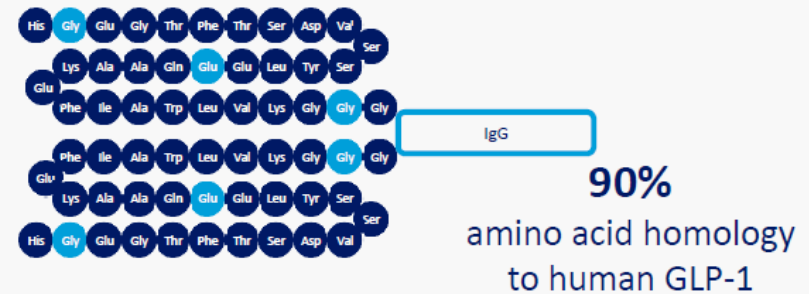 His Gly Glu Gly Thr Phe Thr Ser Asp Val
Ser
Lys Ala Ala Gln Glu Glu Leu Tyr Ser
Glu
Phe Ile Ala Trp Leu Val Lys Gly Gly Gly
IgG
Phe Ile Ala Trp Leu Val Lys Gly Gly Gly
Glu
Lys Ala Ala Gln Glu Glu Leu Tyr Ser
Ser
His Gly Glu Gly Thr Phe Thr Ser Asp Val
90%
amino acid homology
to human GLP-1